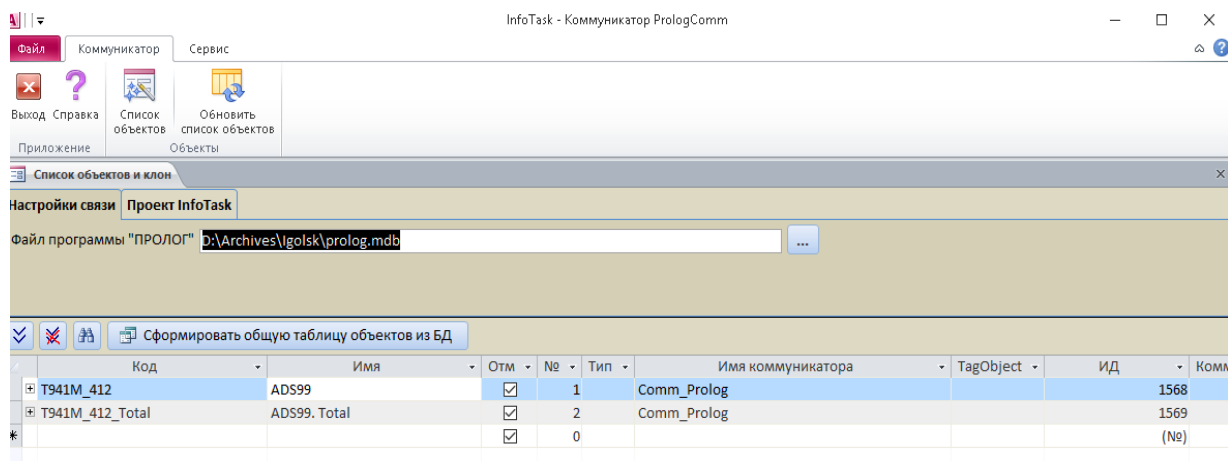 InfoTask - Коммуникатор PrologComm
Файл Коммуникатор Сервис
Выход Справка Список объектов Обновить список объектов
Приложение Объекты
Список объектов и клон
Настройки связи Проект InfoTask
Файл программы "ПРОЛОГ" D:\Archives\Igolsk\prolog.mdb ...
Сформировать общую таблицу объектов из БД
Код Имя Отм № Тип Имя коммуникатора TagObject ИД Комм
T941M_412 ADS99 1 Comm_Prolog 1568
T941M_412_Total ADS99. Total 2 Comm_Prolog 1569
* 0 (№)